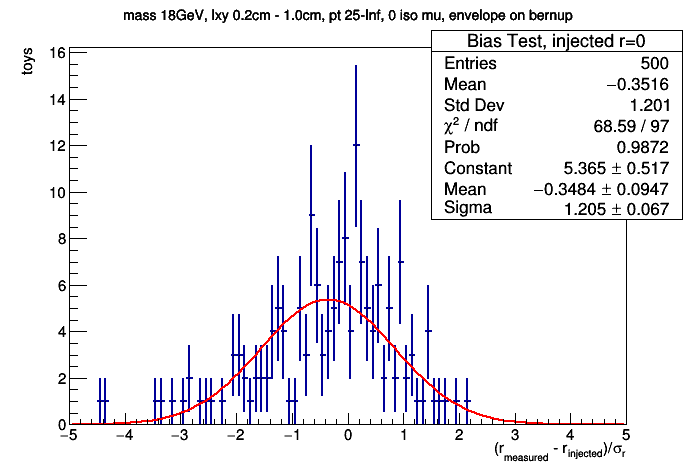 mass 18GeV, lxy 0.2cm - 1.0cm, pt 25-Inf, 0 iso mu, envelope on bernup
Bias Test, injected r=0
Entries 500
Mean −0.3516
Std Dev 1.201
χ² / ndf 68.59 / 97
Prob 0.9872
Constant 5.365 ± 0.517
Mean −0.3484 ± 0.0947
Sigma 1.205 ± 0.067
toys
16
14
12
10
8
6
4
2
0
−5 −4 −3 −2 −1 0 1 2 3 4 5
(r_measured - r_injected)/σ_r